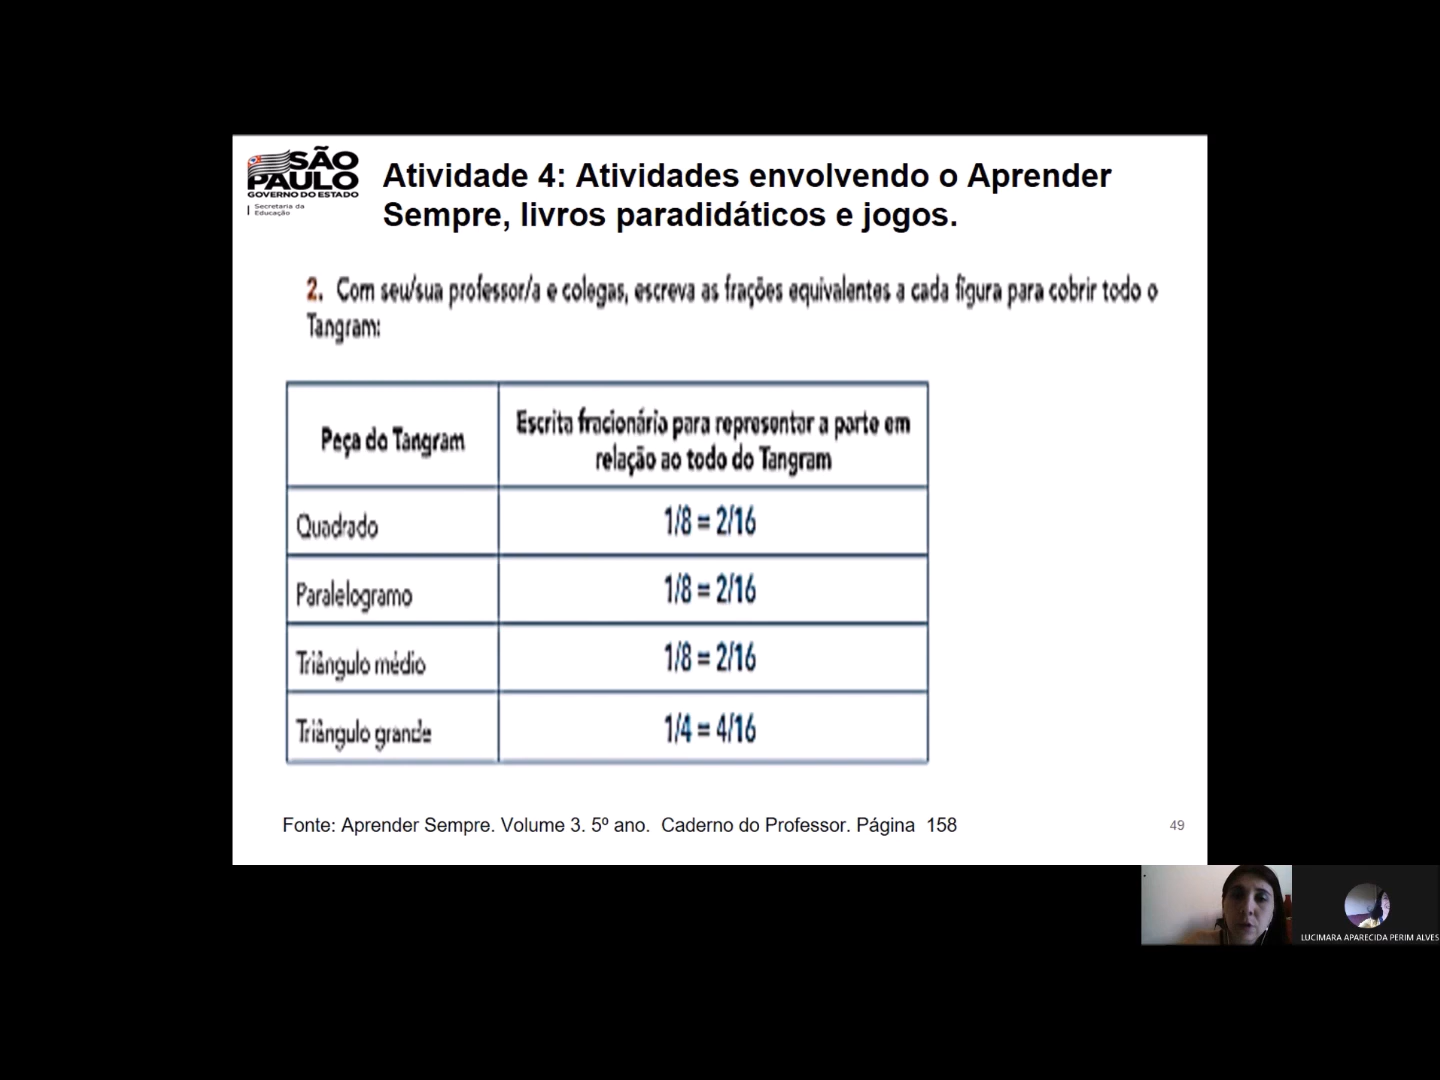 SÃO
PAULO
GOVERNO DO ESTADO
Secretaria da
Educação
Atividade 4: Atividades envolvendo o Aprender
Sempre, livros paradidáticos e jogos.
2. Com seu/sua professor/a e colegas, escreva as frações equivalentes a cada figura para cobrir todo o
Tangram:
Peça do Tangram
Escrita fracionária para representar a parte em
relação ao todo do Tangram
Quadrado
1/8 = 2/16
Paralelogramo
1/8 = 2/16
Triângulo médio
1/8 = 2/16
Triângulo grande
1/4 = 4/16
Fonte: Aprender Sempre. Volume 3. 5º ano. Caderno do Professor. Página 158
49
LUCIMARA APARECIDA PERIM ALVES